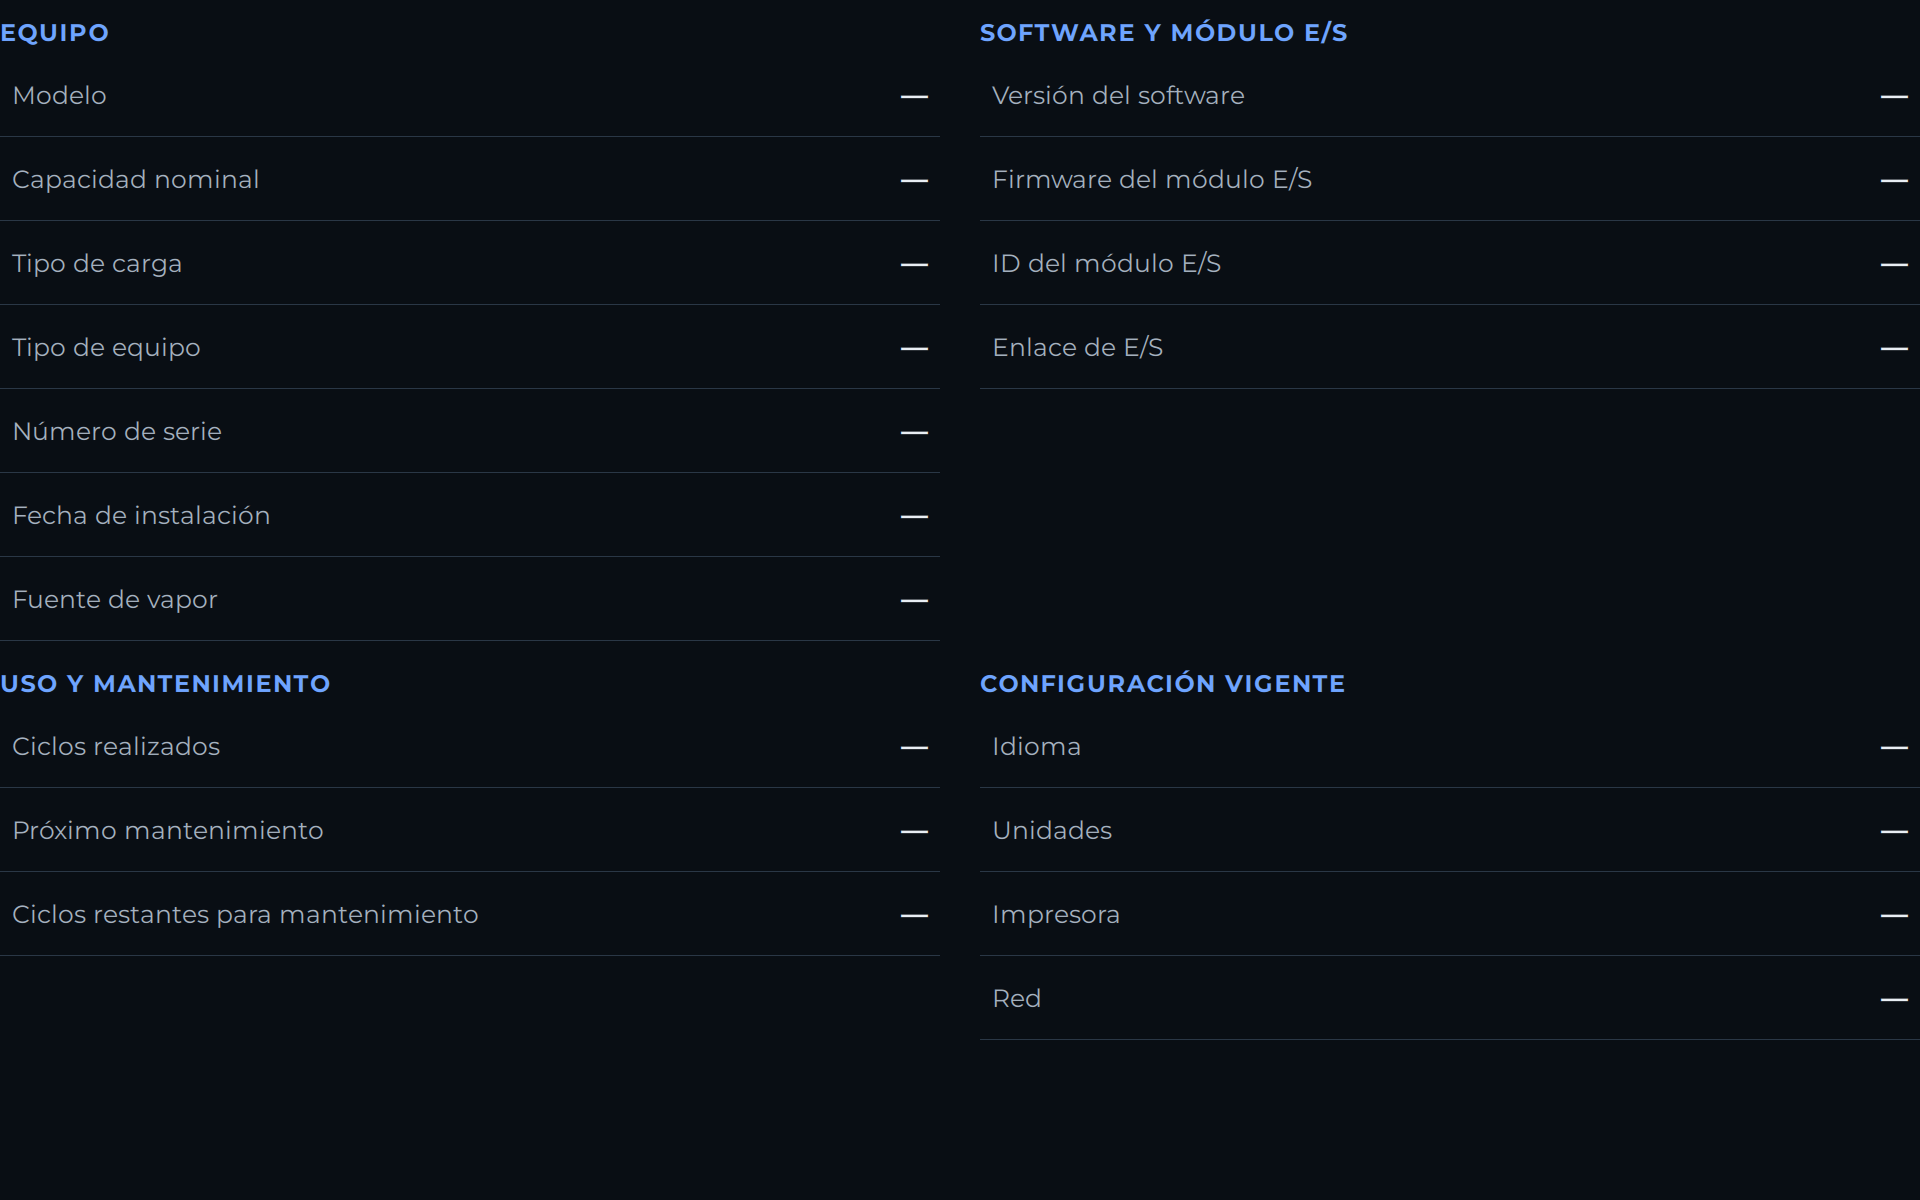 EQUIPO
Modelo —
Capacidad nominal —
Tipo de carga —
Tipo de equipo —
Número de serie —
Fecha de instalación —
Fuente de vapor —
SOFTWARE Y MÓDULO E/S
Versión del software —
Firmware del módulo E/S —
ID del módulo E/S —
Enlace de E/S —
USO Y MANTENIMIENTO
Ciclos realizados —
Próximo mantenimiento —
Ciclos restantes para mantenimiento —
CONFIGURACIÓN VIGENTE
Idioma —
Unidades —
Impresora —
Red —